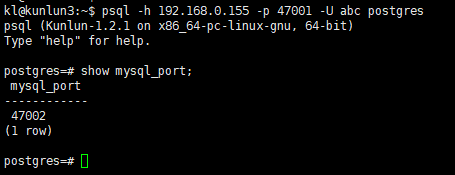 kl@kunlun3:~$ psql -h 192.168.0.155 -p 47001 -U abc postgres
psql (Kunlun-1.2.1 on x86_64-pc-linux-gnu, 64-bit)
Type "help" for help.
postgres=# show mysql_port;
mysql_port
------------
47002
(1 row)
postgres=#